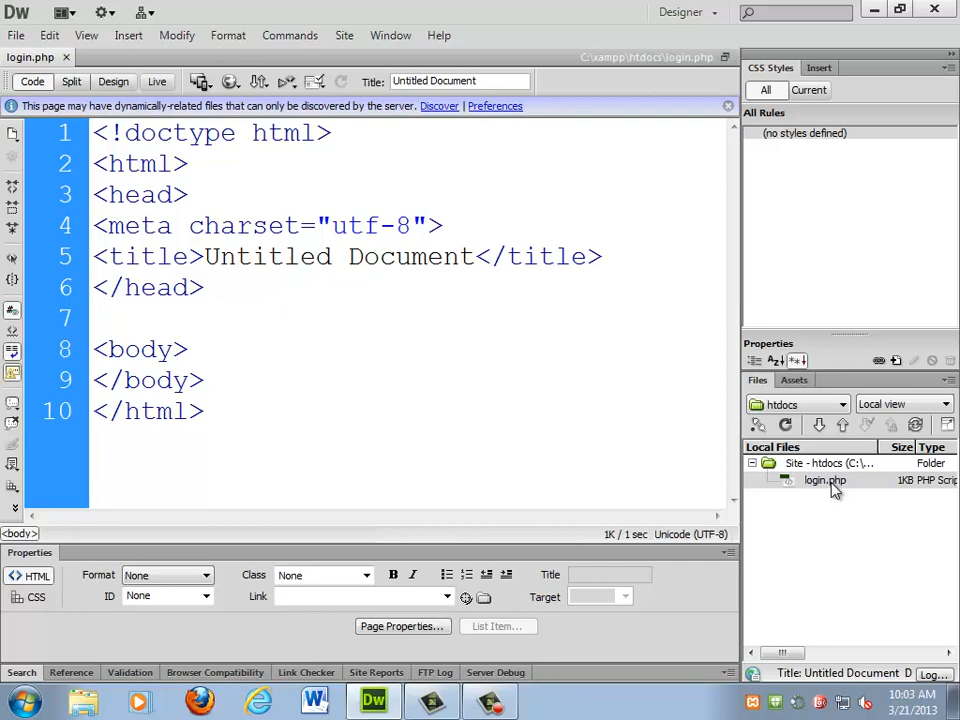 Dw Designer
File Edit View Insert Modify Format Commands Site Window Help
login.php × C:\xampp\htdocs\login.php
Code Split Design Live Title: Untitled Document
This page may have dynamically-related files that can only be discovered by the server. Discover | Preferences
1 <!doctype html>
2 <html>
3 <head>
4 <meta charset="utf-8">
5 <title>Untitled Document</title>
6 </head>
7
8 <body>
9 </body>
10 </html>
<body> 1K / 1 sec Unicode (UTF-8)
Properties
<> HTML Format None Class None B I Title
CSS ID None Link Target
Page Properties... List Item...
Search Reference Validation Browser Compatibility Link Checker Site Reports FTP Log Server Debug
CSS Styles Insert
All Current
All Rules
(no styles defined)
Properties
Files Assets
htdocs Local view
Local Files Size Type
Site - htdocs (C:\... Folder
login.php 1KB PHP Scrip
Title: Untitled Document D Log...
W Dw
10:03 AM
3/21/2013